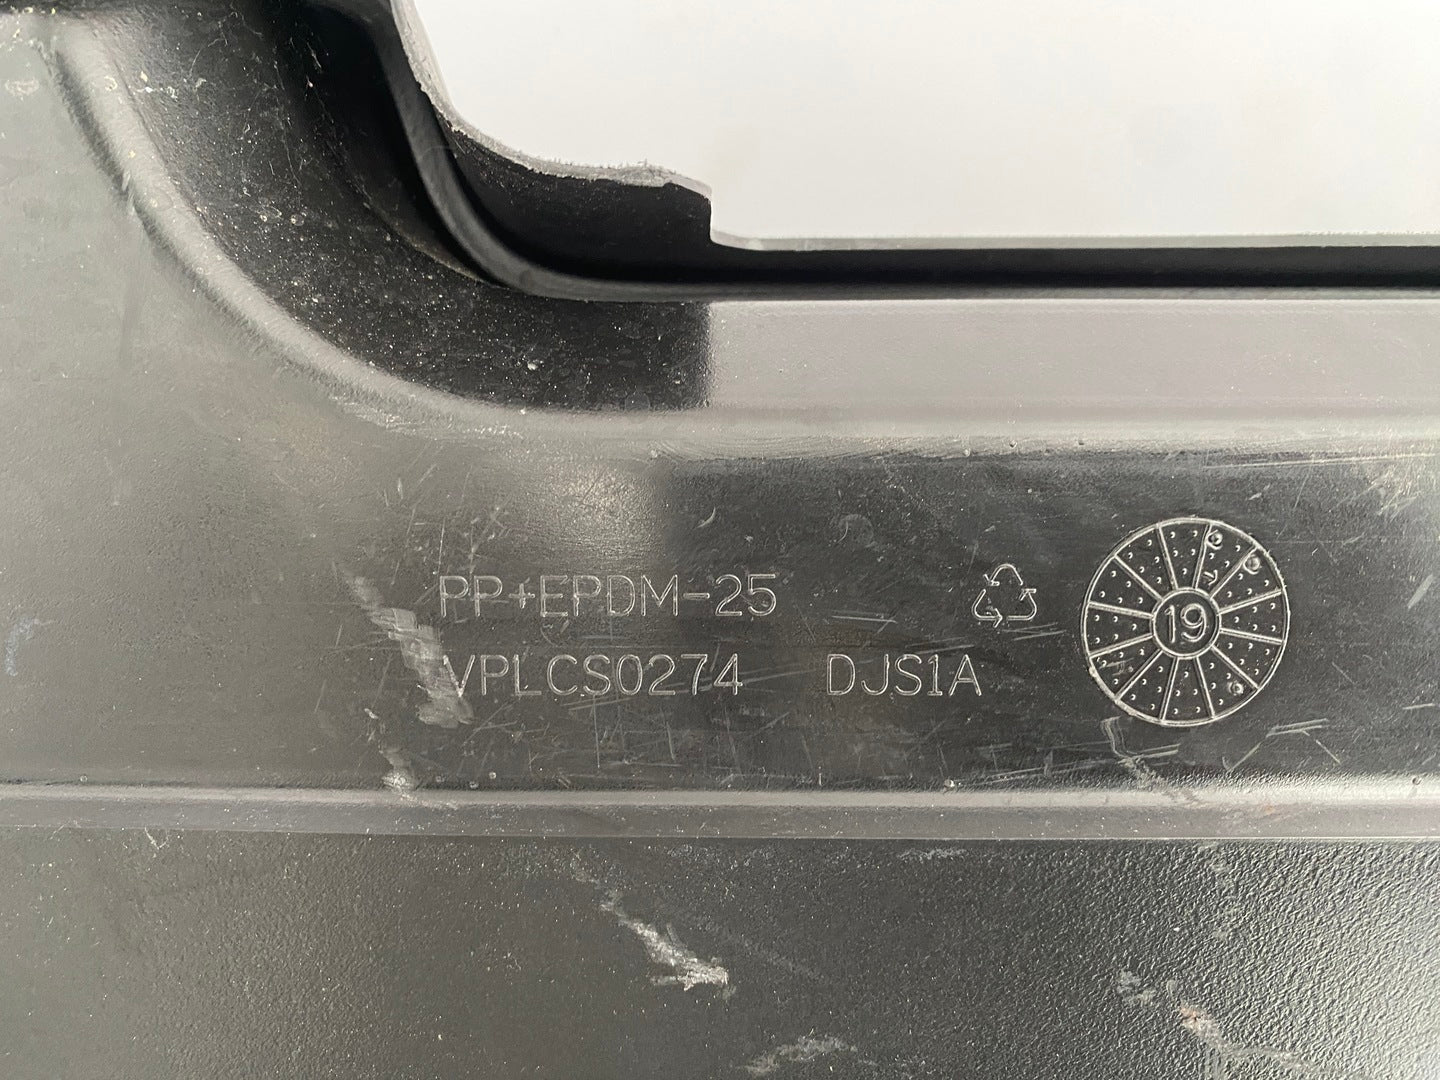 PP+EPDM-25
VPLCS0274 DJS1A
19